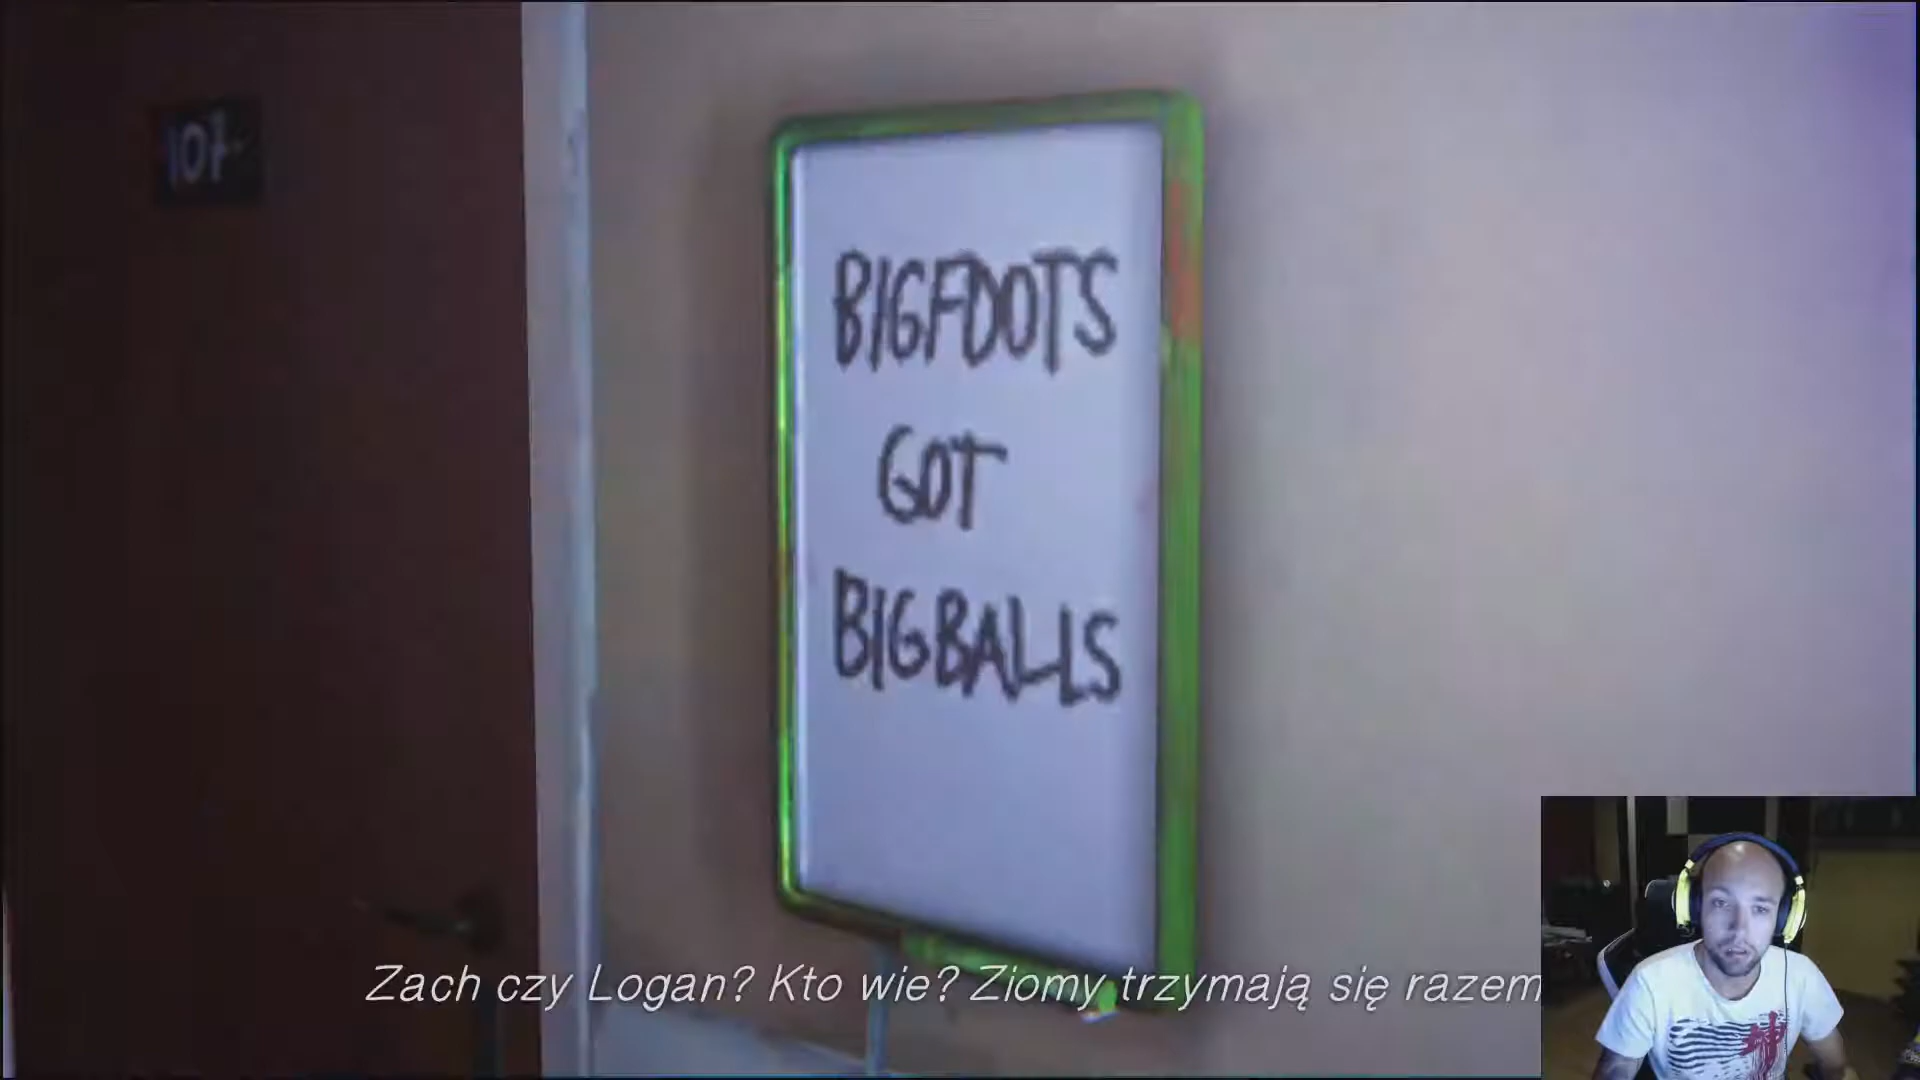 107
BIGFOOTS
GOT
BIGBALLS
Zach czy Logan? Kto wie? Ziomy trzymają się razem